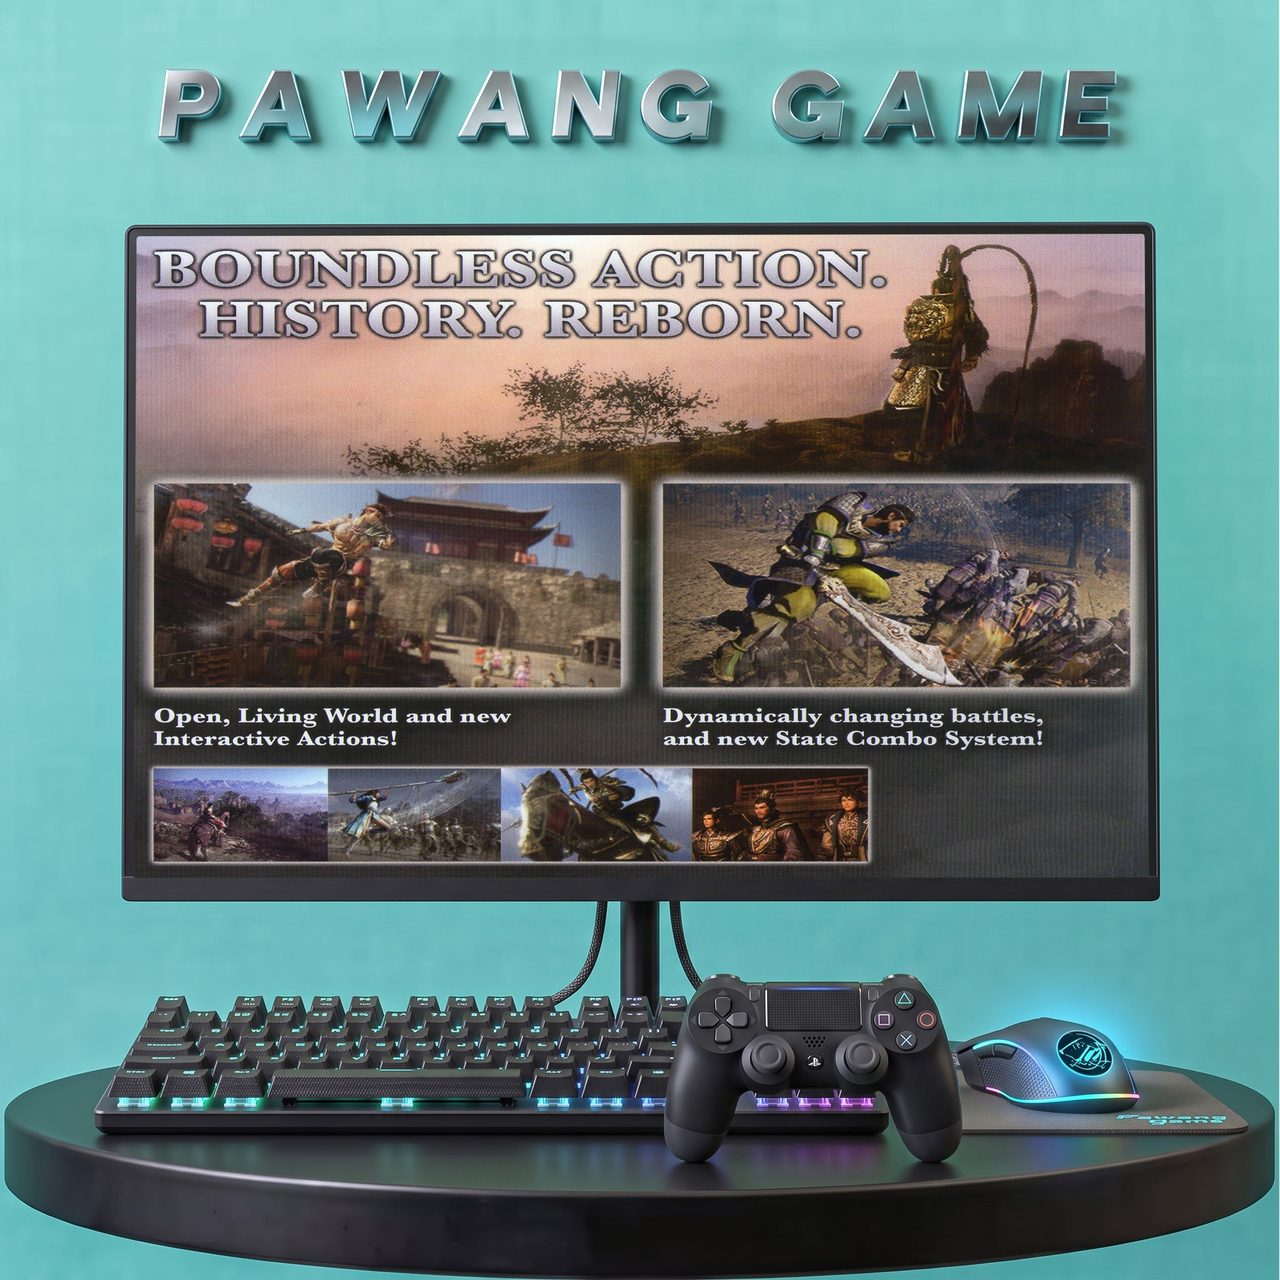 PAWANG GAME
BOUNDLESS ACTION.
HISTORY. REBORN.
Open, Living World and new
Interactive Actions!
Dynamically changing battles,
and new State Combo System!
Pawang
game